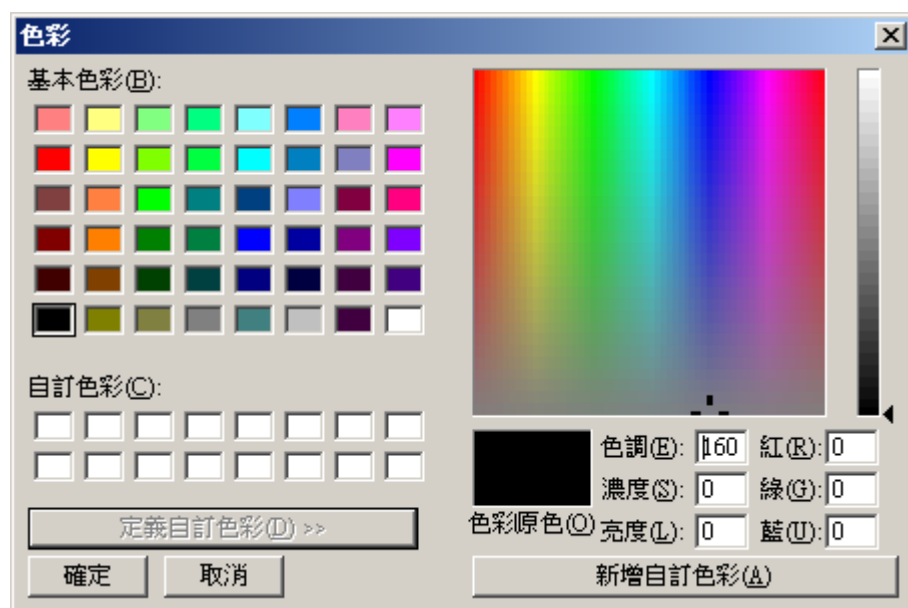 色彩
基本色彩(B):
自訂色彩(C):
定義自訂色彩(D) >>
確定 取消
色彩|原色(O)
色調(E): 160 紅(R): 0
濃度(S): 0 綠(G): 0
亮度(L): 0 藍(U): 0
新增自訂色彩(A)